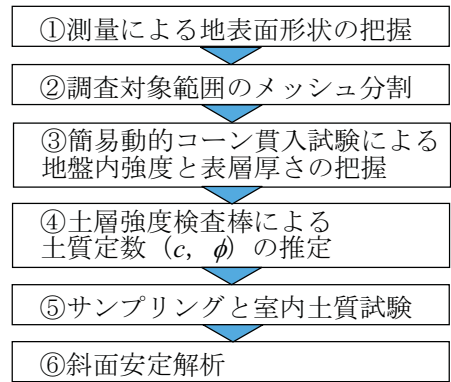 ①測量による地表面形状の把握
②調査対象範囲のメッシュ分割
③簡易動的コーン貫入試験による
地盤内強度と表層厚さの把握
④土層強度検査棒による
土質定数（c, ϕ）の推定
⑤サンプリングと室内土質試験
⑥斜面安定解析